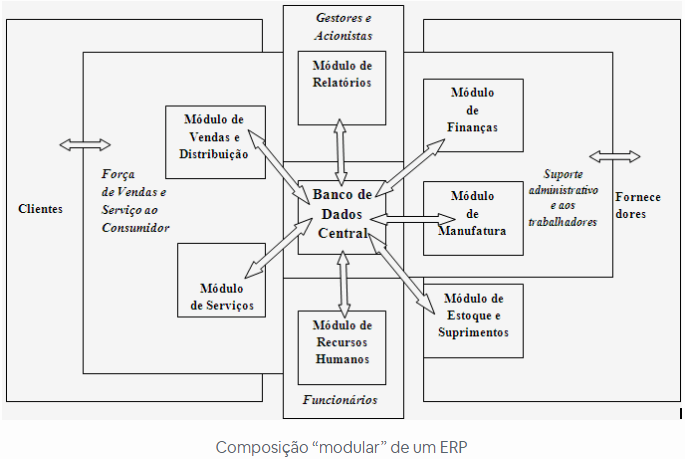 Gestores e
Acionistas
Módulo de
Relatórios
Módulo de
Vendas e
Distribuição
Módulo
de
Finanças
Clientes
Força
de Vendas e
Serviço ao
Consumidor
Banco de
Dados
Central
Módulo
de
Manufatura
Suporte
administrativo
e aos
trabalhadores
Fornece
dores
Módulo
de Serviços
Módulo de
Recursos
Humanos
Módulo de
Estoque e
Suprimentos
Funcionários
Composição “modular” de um ERP